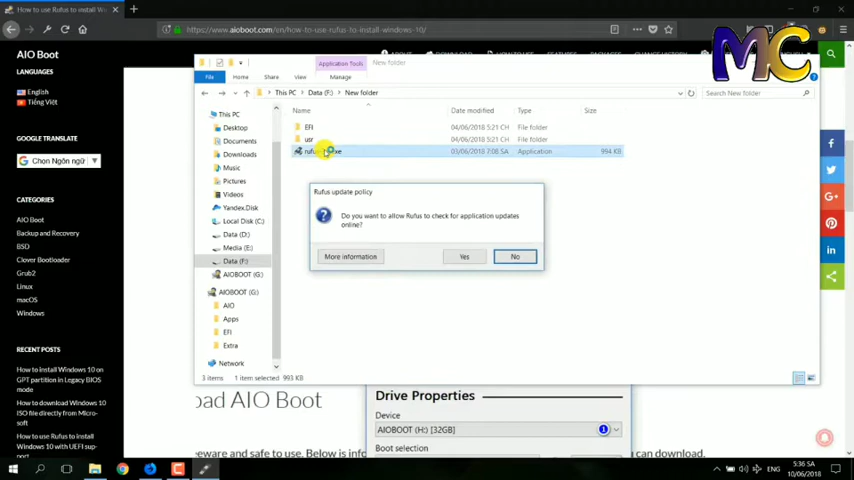 How to use Rufus to install Wi
https://www.aioboot.com/en/how-to-use-rufus-to-install-windows-10/
AIO Boot
MC
Application Tools
New folder
File
Home
Share
View
Manage
This PC
Data (F:)
New folder
Search New folder
LANGUAGES
English
Tiếng Việt
GOOGLE TRANSLATE
Chọn Ngôn ngữ
CATEGORIES
AIO Boot
Backup and Recovery
BSD
Clover Bootloader
Grub2
Linux
macOS
Windows
RECENT POSTS
How to install Windows 10 on
GPT partition in Legacy BIOS
mode
How to download Windows 10
ISO file directly from Micro-
soft
How to use Rufus to install
Windows 10 with UEFI sup-
port
This PC
Desktop
Documents
Downloads
Music
Pictures
Videos
Yandex.Disk
Local Disk (C:)
Data (D:)
Media (E:)
Data (F:)
AIOBOOT (G:)
AIOBOOT (G:)
AIO
Apps
EFI
Extra
Network
Name
Date modified
Type
Size
EFI
04/06/2018 5:21 CH
File folder
usr
04/06/2018 5:21 CH
File folder
03/06/2018 7:08 SA
Application
994 KB
Rufus update policy
Do you want to allow Rufus to check for application updates
online?
More information
Yes
No
3 items
1 item selected 993 KB
oad AIO Boot
Drive Properties
Device
AIOBOOT (H:) [32GB]
1
Boot selection
eeware and safe to use. Below is info
can download.
ENG
5:36 SA
10/06/2018